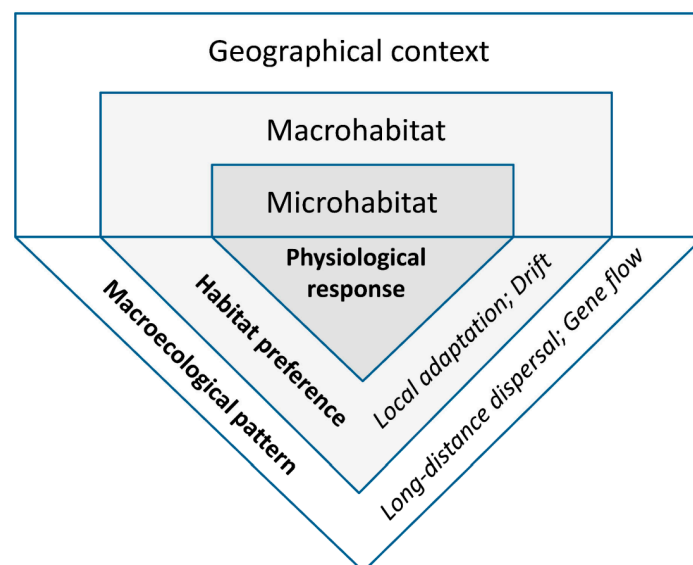 Geographical context
Macrohabitat
Microhabitat
Physiological
response
Habitat preference
Local adaptation; Drift
Macroecological pattern
Long-distance dispersal; Gene flow